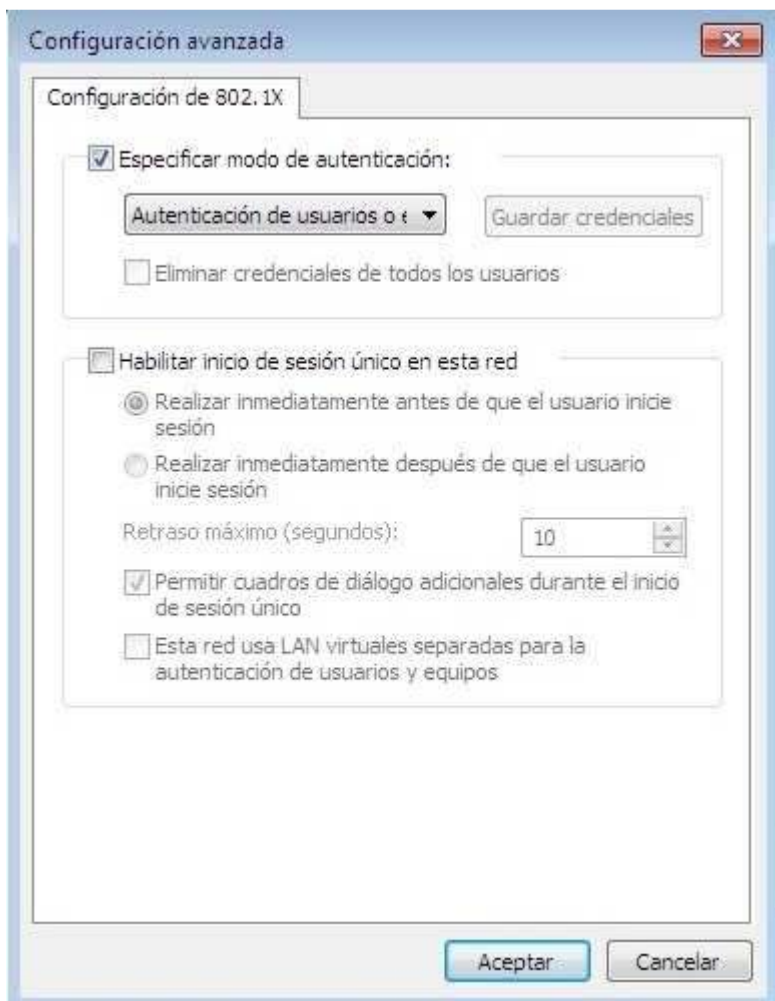 Configuración avanzada
Configuración de 802.1X
Especificar modo de autenticación:
Autenticación de usuarios o e
Guardar credenciales
Eliminar credenciales de todos los usuarios
Habilitar inicio de sesión único en esta red
Realizar inmediatamente antes de que el usuario inicie
sesión
Realizar inmediatamente después de que el usuario
inicie sesión
Retraso máximo (segundos):
10
Permitir cuadros de diálogo adicionales durante el inicio
de sesión único
Esta red usa LAN virtuales separadas para la
autenticación de usuarios y equipos
Aceptar
Cancelar